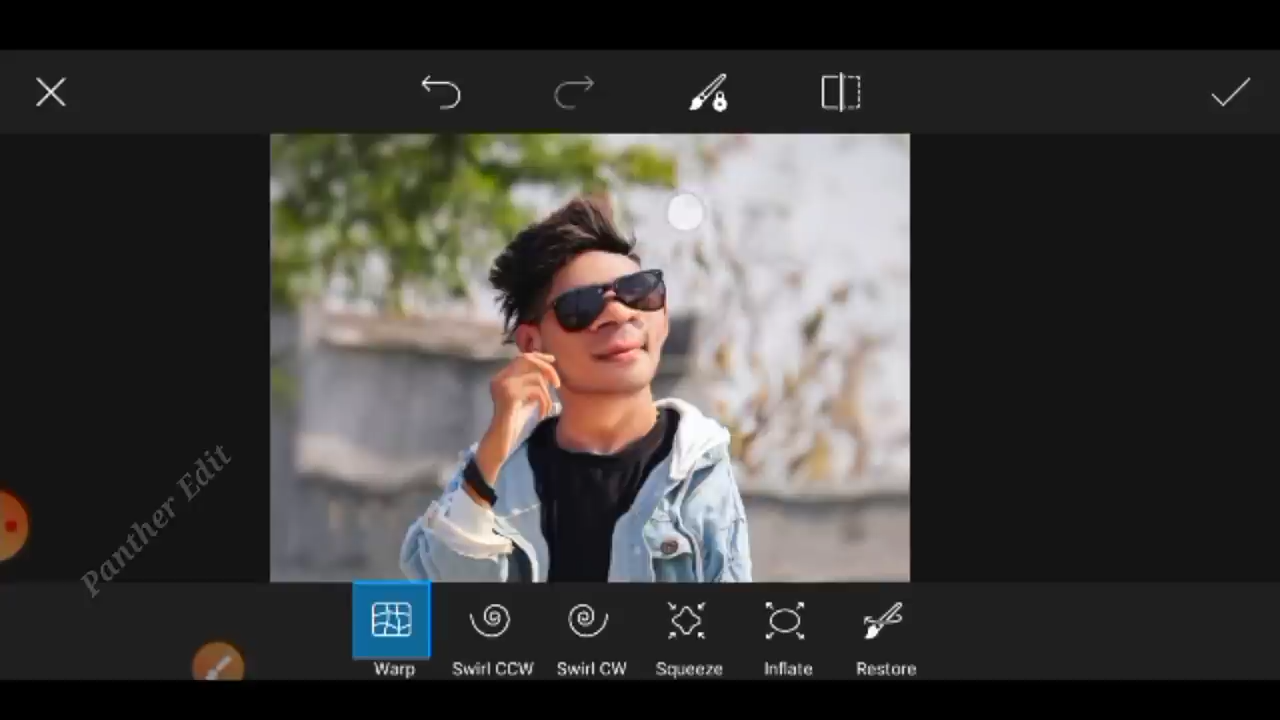 Panther Edit
Warp
Swirl CCW
Swirl CW
Squeeze
Inflate
Restore